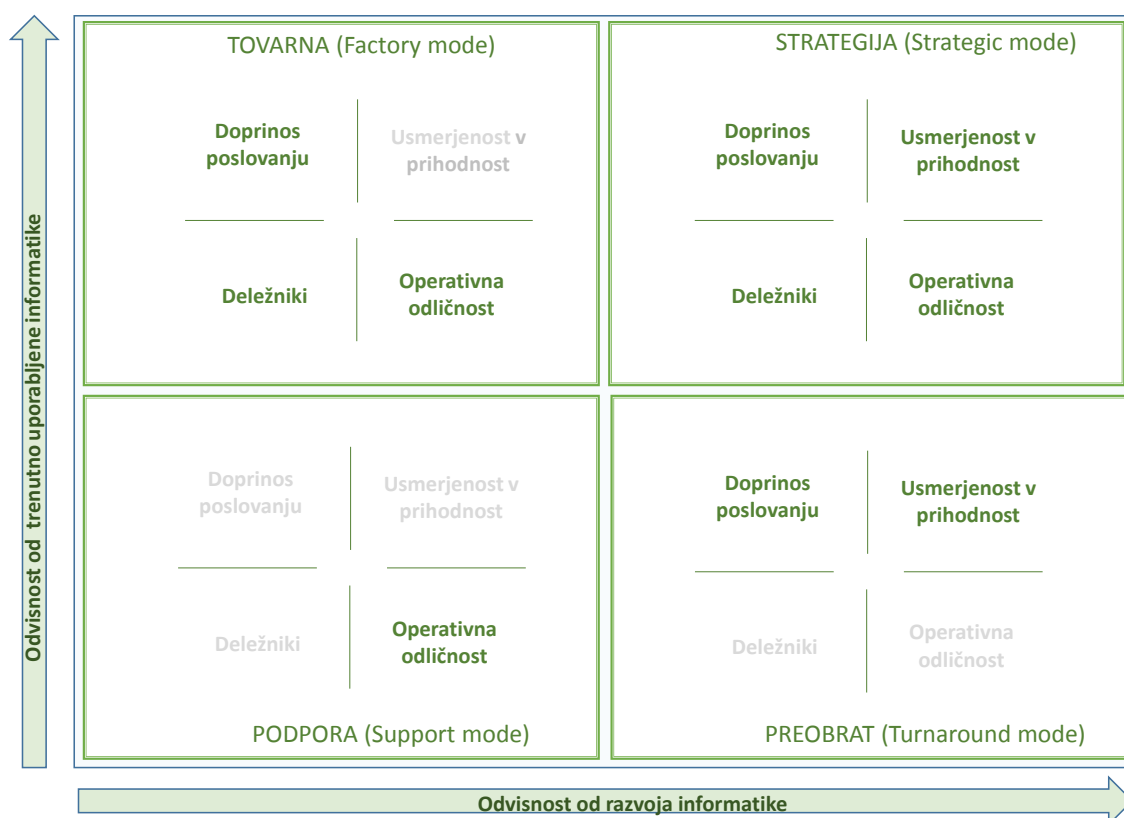 TOVARNA (Factory mode)
Doprinos
poslovanju
Usmerjenost v
prihodnost
Deležniki
Operativna
odličnost
STRATEGIJA (Strategic mode)
Doprinos
poslovanju
Usmerjenost v
prihodnost
Deležniki
Operativna
odličnost
Odvisnost od trenutno uporabljene informatike
Doprinos
poslovanju
Usmerjenost v
prihodnost
Deležniki
Operativna
odličnost
PODPORA (Support mode)
Doprinos
poslovanju
Usmerjenost v
prihodnost
Deležniki
Operativna
odličnost
PREOBRAT (Turnaround mode)
Odvisnost od razvoja informatike